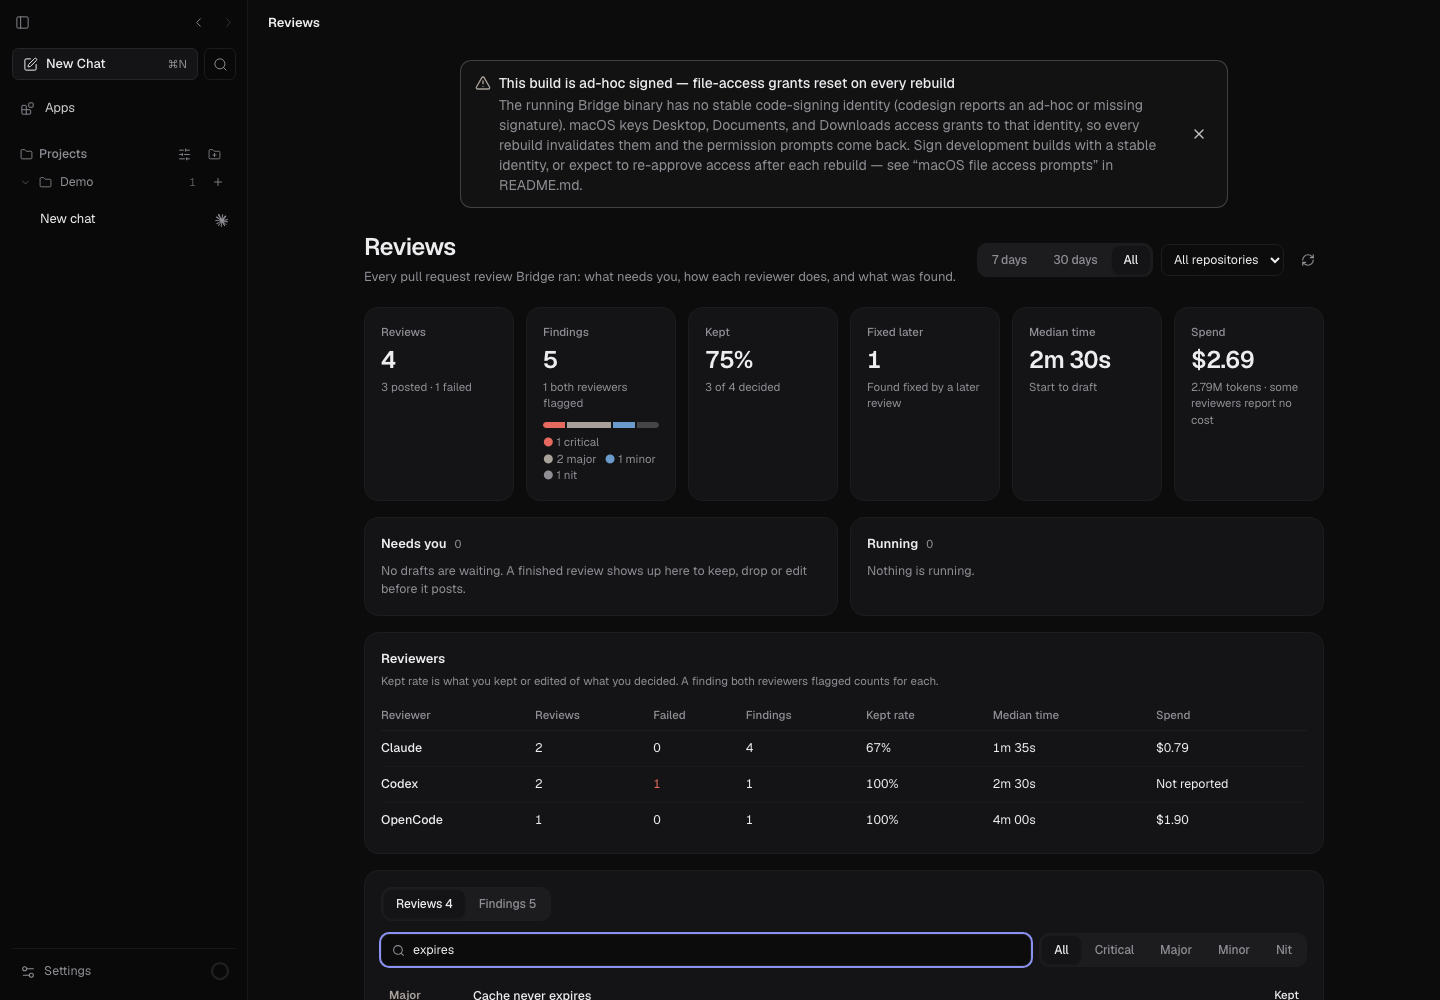 Reviews
New Chat ⌘N
Apps
Projects
Demo 1
New chat
Settings
This build is ad-hoc signed — file-access grants reset on every rebuild
The running Bridge binary has no stable code-signing identity (codesign reports an ad-hoc or missing
signature). macOS keys Desktop, Documents, and Downloads access grants to that identity, so every
rebuild invalidates them and the permission prompts come back. Sign development builds with a stable
identity, or expect to re-approve access after each rebuild — see “macOS file access prompts” in
README.md.
Reviews
Every pull request review Bridge ran: what needs you, how each reviewer does, and what was found.
7 days 30 days All All repositories
Reviews
4
3 posted · 1 failed
Findings
5
1 both reviewers
flagged
1 critical
2 major 1 minor
1 nit
Kept
75%
3 of 4 decided
Fixed later
1
Found fixed by a later
review
Median time
2m 30s
Start to draft
Spend
$2.69
2.79M tokens · some
reviewers report no
cost
Needs you 0
No drafts are waiting. A finished review shows up here to keep, drop or edit
before it posts.
Running 0
Nothing is running.
Reviewers
Kept rate is what you kept or edited of what you decided. A finding both reviewers flagged counts for each.
Reviewer Reviews Failed Findings Kept rate Median time Spend
Claude 2 0 4 67% 1m 35s $0.79
Codex 2 1 1 100% 2m 30s Not reported
OpenCode 1 0 1 100% 4m 00s $1.90
Reviews 4 Findings 5
expires
All Critical Major Minor Nit
Major Cache never expires Kept